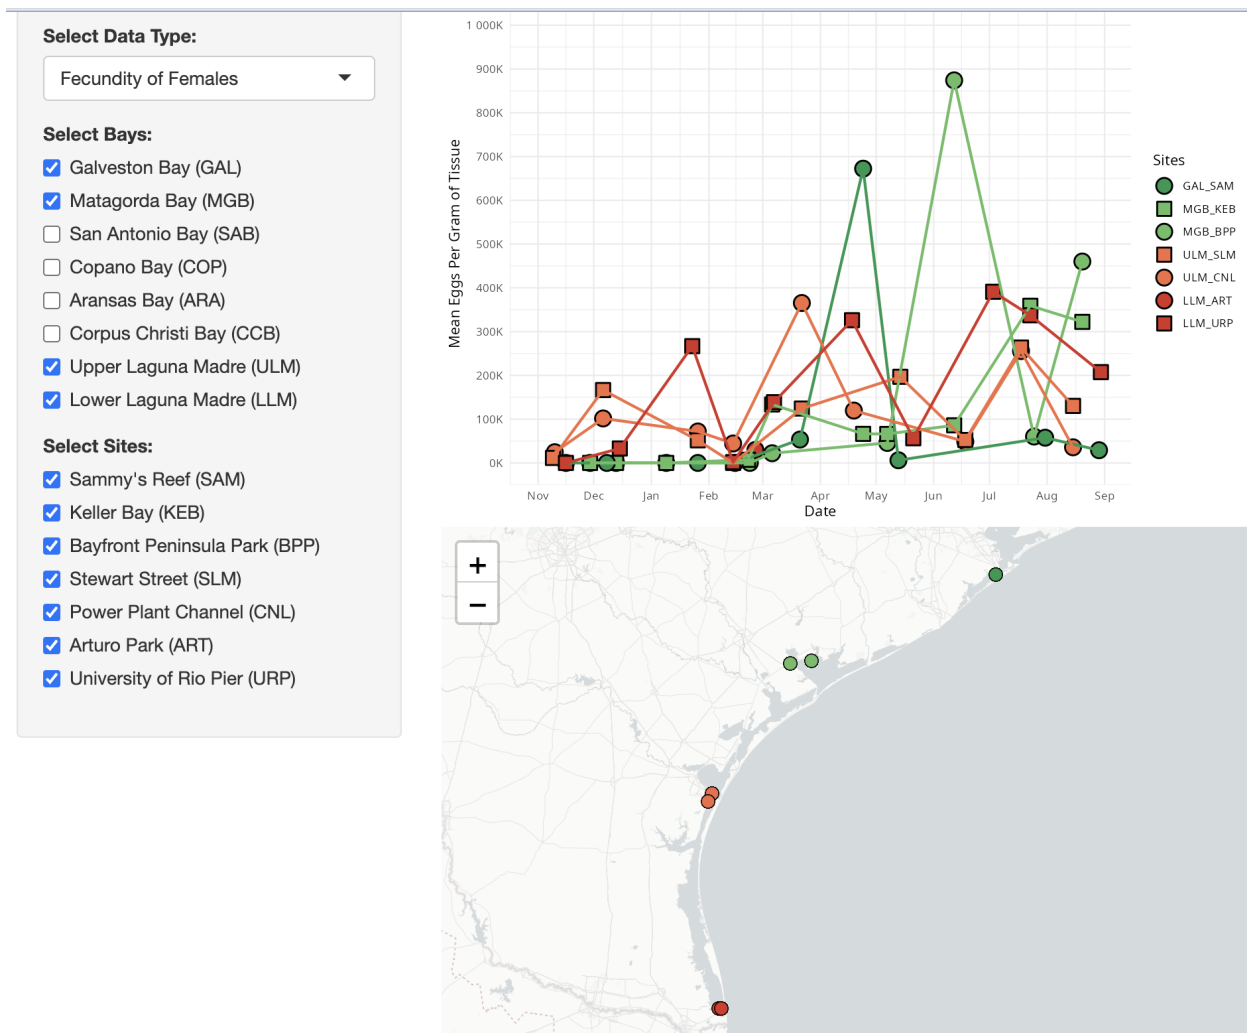 Select Data Type:
Fecundity of Females
Select Bays:
Galveston Bay (GAL)
Matagorda Bay (MGB)
San Antonio Bay (SAB)
Copano Bay (COP)
Aransas Bay (ARA)
Corpus Christi Bay (CCB)
Upper Laguna Madre (ULM)
Lower Laguna Madre (LLM)
Select Sites:
Sammy's Reef (SAM)
Keller Bay (KEB)
Bayfront Peninsula Park (BPP)
Stewart Street (SLM)
Power Plant Channel (CNL)
Arturo Park (ART)
University of Rio Pier (URP)
Mean Eggs Per Gram of Tissue
1 000K
900K
800K
700K
600K
500K
400K
300K
200K
100K
0K
Nov Dec Jan Feb Mar Apr May Jun Jul Aug Sep
Date
Sites
GAL_SAM
MGB_KEB
MGB_BPP
ULM_SLM
ULM_CNL
LLM_ART
LLM_URP
+
−